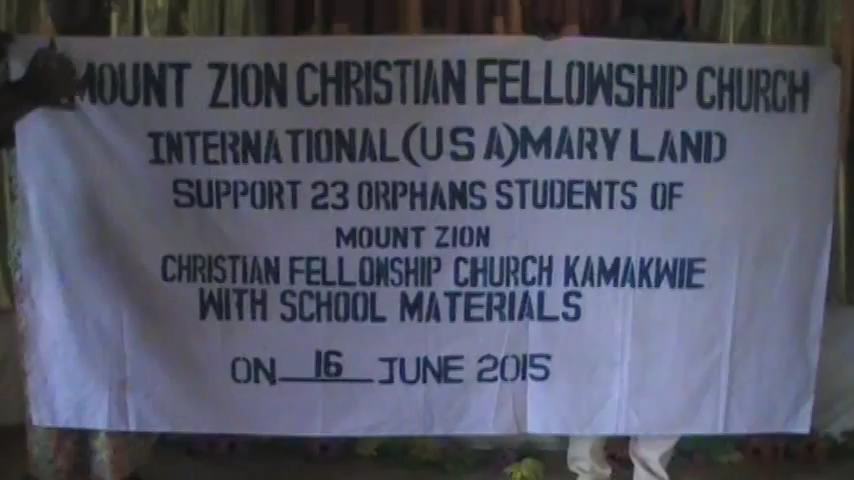 MOUNT ZION CHRISTIAN FELLOWSHIP CHURCH
INTERNATIONAL (USA) MARY LAND
SUPPORT 23 ORPHANS STUDENTS OF
MOUNT ZION
CHRISTIAN FELLOWSHIP CHURCH KAMAKWIE
WITH SCHOOL MATERIALS
ON 16 JUNE 2015